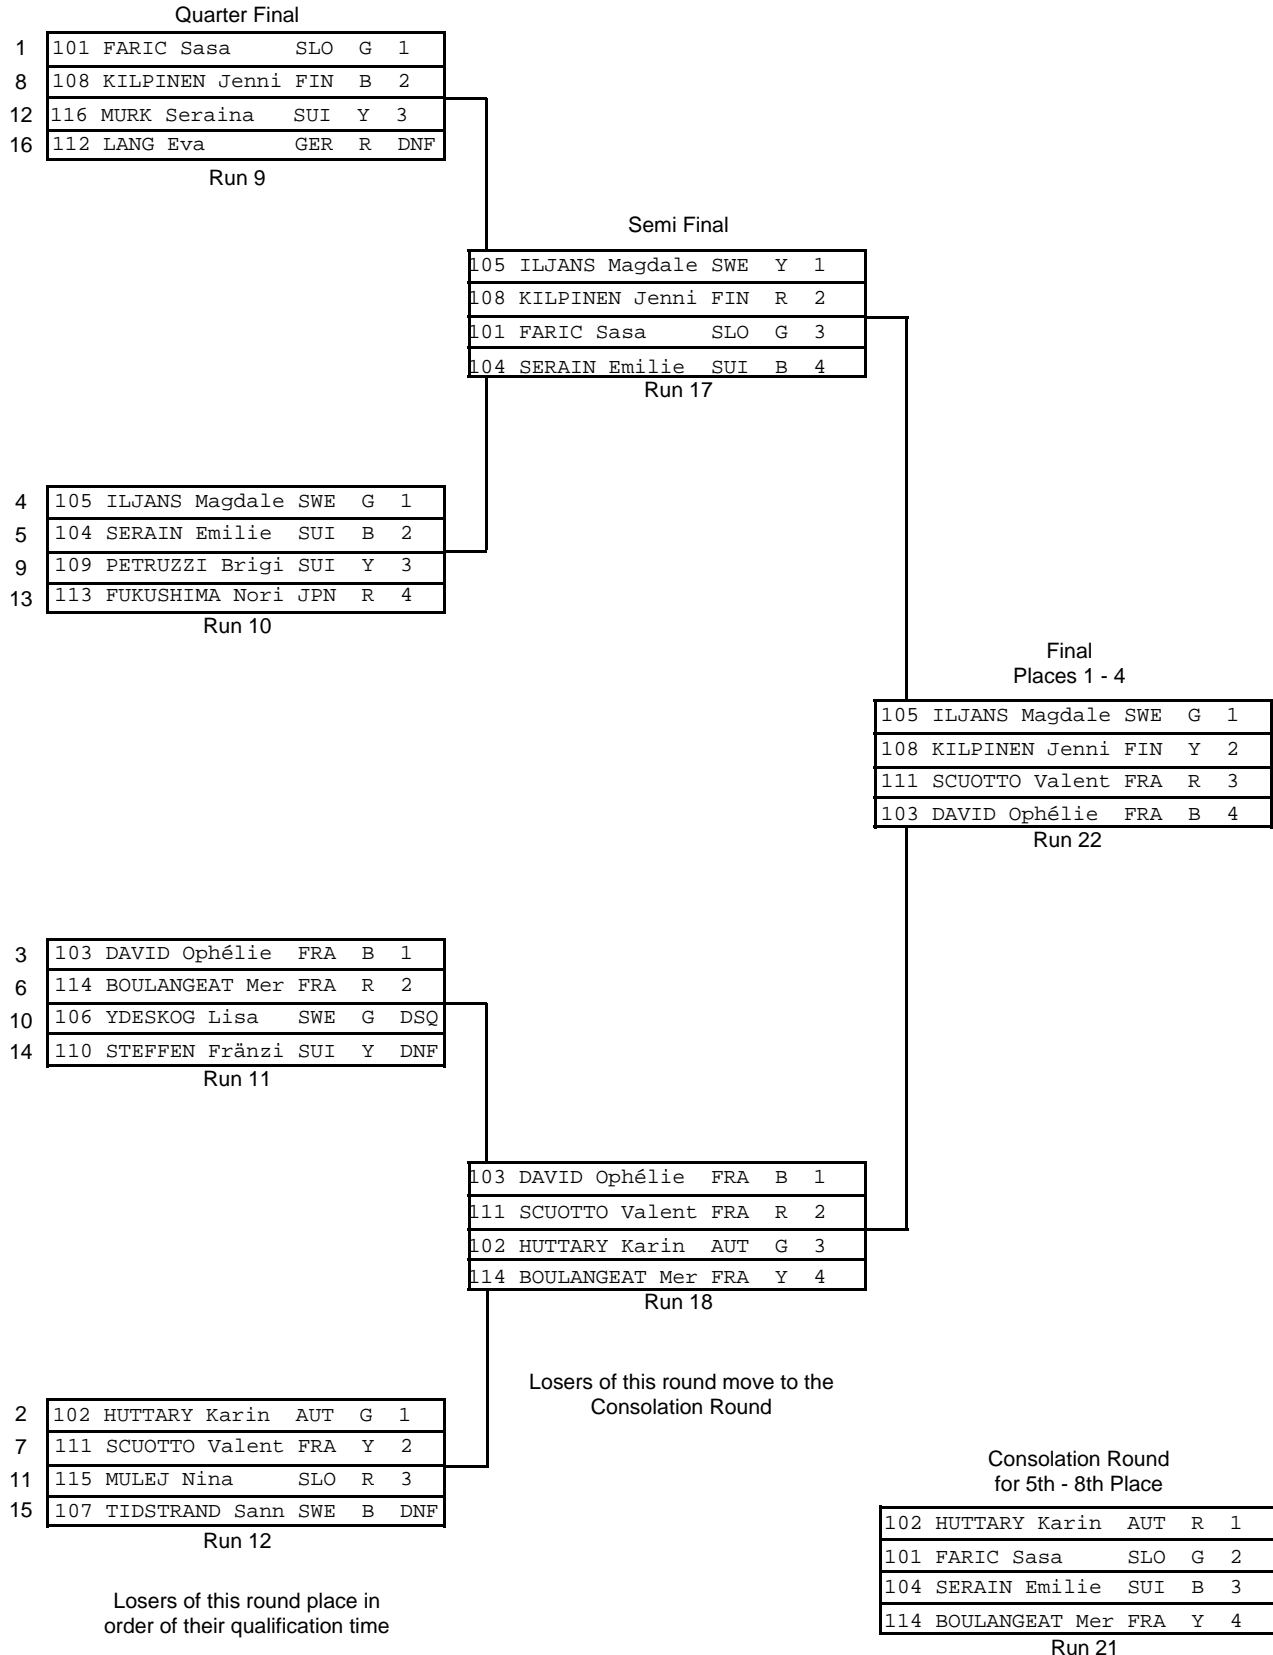 Quarter Final
1 101 FARIC Sasa SLO G 1
8 108 KILPINEN Jenni FIN B 2
12 116 MURK Seraina SUI Y 3
16 112 LANG Eva GER R DNF
Run 9
Semi Final
105 ILJANS Magdale SWE Y 1
108 KILPINEN Jenni FIN R 2
101 FARIC Sasa SLO G 3
104 SERAIN Emilie SUI B 4
Run 17
4 105 ILJANS Magdale SWE G 1
5 104 SERAIN Emilie SUI B 2
9 109 PETRUZZI Brigi SUI Y 3
13 113 FUKUSHIMA Nori JPN R 4
Run 10
Final
Places 1 - 4
105 ILJANS Magdale SWE G 1
108 KILPINEN Jenni FIN Y 2
111 SCUOTTO Valent FRA R 3
103 DAVID Ophélie FRA B 4
Run 22
3 103 DAVID Ophélie FRA B 1
6 114 BOULANGEAT Mer FRA R 2
10 106 YDESKOG Lisa SWE G DSQ
14 110 STEFFEN Fränzi SUI Y DNF
Run 11
103 DAVID Ophélie FRA B 1
111 SCUOTTO Valent FRA R 2
102 HUTTARY Karin AUT G 3
114 BOULANGEAT Mer FRA Y 4
Run 18
Losers of this round move to the
Consolation Round
2 102 HUTTARY Karin AUT G 1
7 111 SCUOTTO Valent FRA Y 2
11 115 MULEJ Nina SLO R 3
15 107 TIDSTRAND Sann SWE B DNF
Run 12
Losers of this round place in
order of their qualification time
Consolation Round
for 5th - 8th Place
102 HUTTARY Karin AUT R 1
101 FARIC Sasa SLO G 2
104 SERAIN Emilie SUI B 3
114 BOULANGEAT Mer FRA Y 4
Run 21